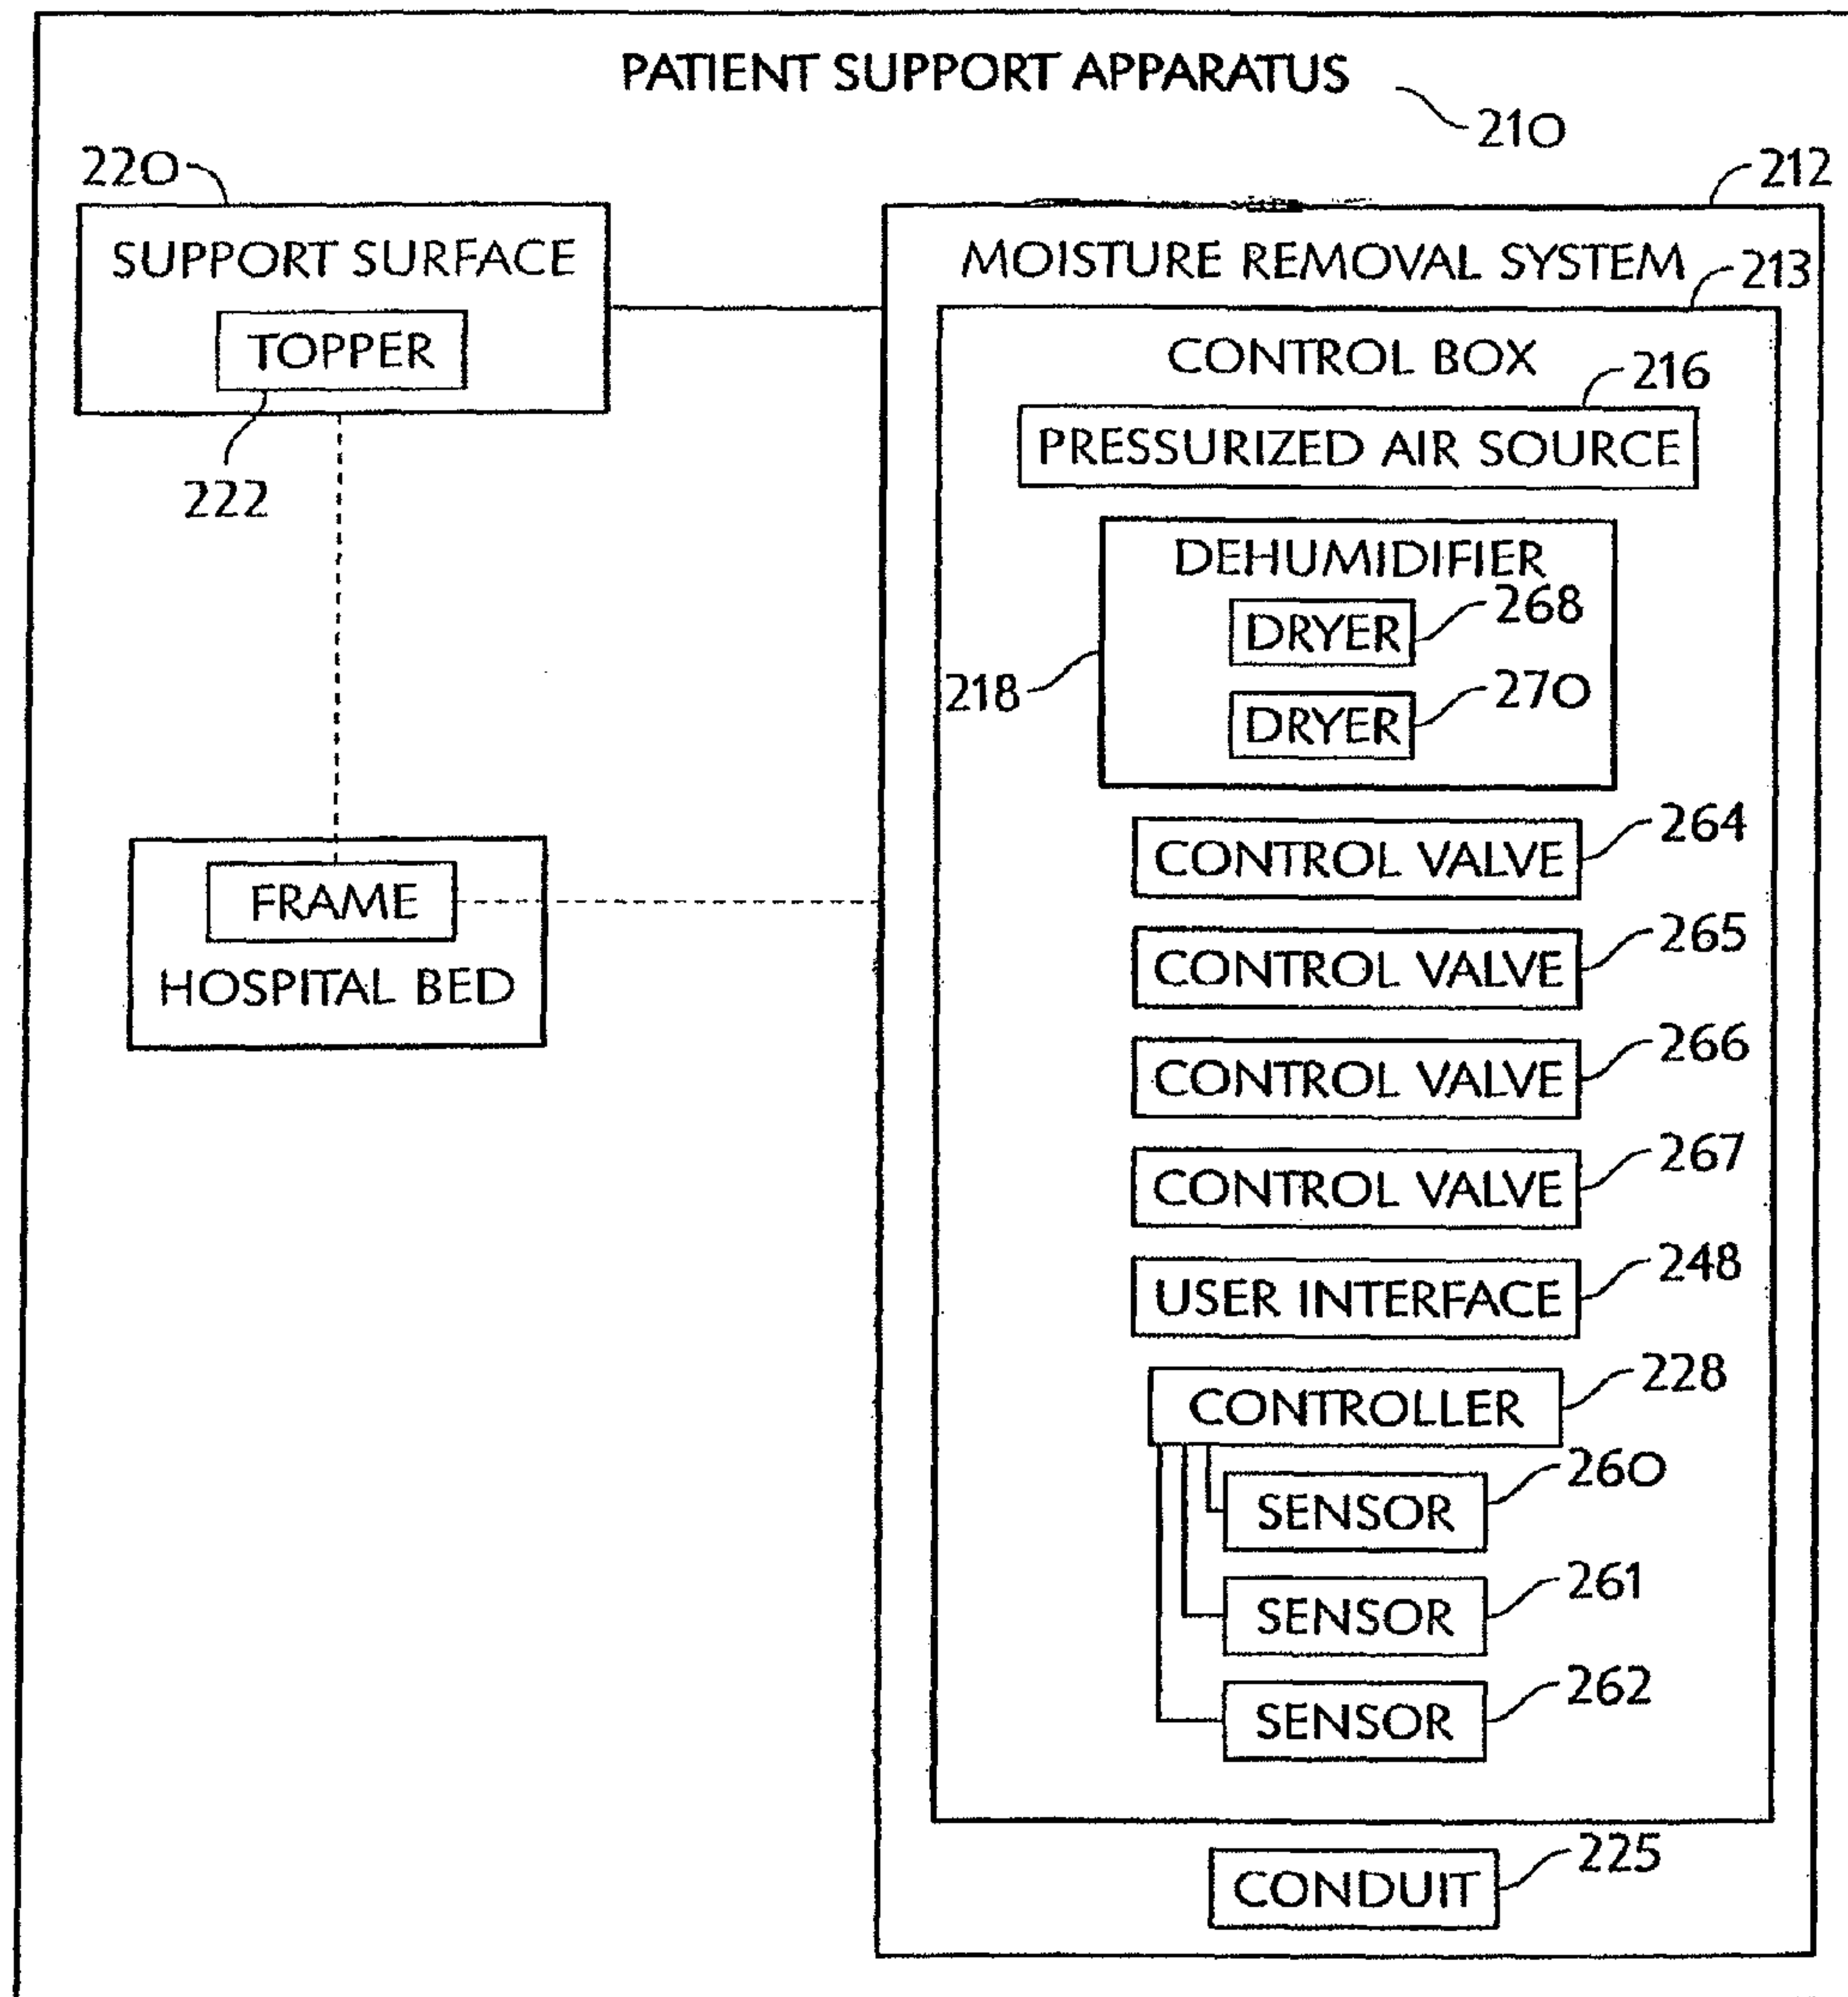 PATIENT SUPPORT APPARATUS
210
220
SUPPORT SURFACE
TOPPER
222
FRAME
HOSPITAL BED
212
MOISTURE REMOVAL SYSTEM
213
CONTROL BOX
216
PRESSURIZED AIR SOURCE
DEHUMIDIFIER
DRYER
268
218
DRYER
270
CONTROL VALVE
264
CONTROL VALVE
265
CONTROL VALVE
266
CONTROL VALVE
267
USER INTERFACE
248
CONTROLLER
228
SENSOR
260
SENSOR
261
SENSOR
262
CONDUIT
225